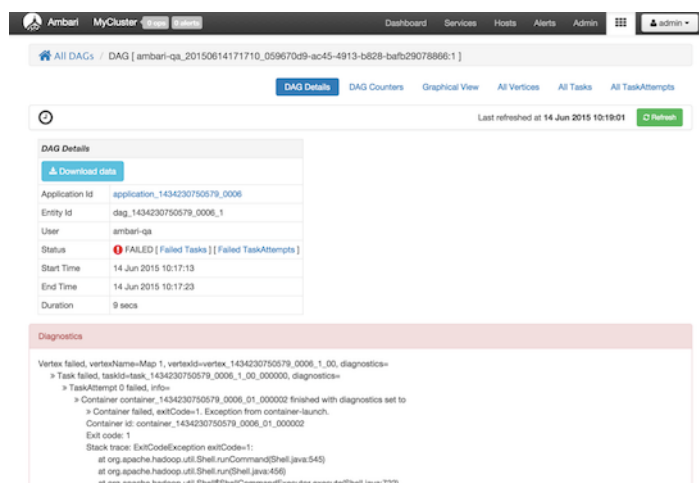 Ambari MyCluster 0 ops 0 alerts Dashboard Services Hosts Alerts Admin admin
All DAGs / DAG [ ambari-qa_20150614171710_059670d9-ac45-4913-b828-bafb29078866:1 ]
DAG Details DAG Counters Graphical View All Vertices All Tasks All TaskAttempts
Last refreshed at 14 Jun 2015 10:19:01 Refresh
DAG Details
Download data
Application Id application_1434230750579_0006
Entity Id dag_1434230750579_0006_1
User ambari-qa
Status FAILED [ Failed Tasks ] [ Failed TaskAttempts ]
Start Time 14 Jun 2015 10:17:13
End Time 14 Jun 2015 10:17:23
Duration 9 secs
Diagnostics
Vertex failed, vertexName=Map 1, vertexId=vertex_1434230750579_0006_1_00, diagnostics=
» Task failed, taskId=task_1434230750579_0006_1_00_000000, diagnostics=
» TaskAttempt 0 failed, info=
» Container container_1434230750579_0006_01_000002 finished with diagnostics set to
» Container failed, exitCode=1. Exception from container-launch.
Container id: container_1434230750579_0006_01_000002
Exit code: 1
Stack trace: ExitCodeException exitCode=1:
at org.apache.hadoop.util.Shell.runCommand(Shell.java:545)
at org.apache.hadoop.util.Shell.run(Shell.java:456)